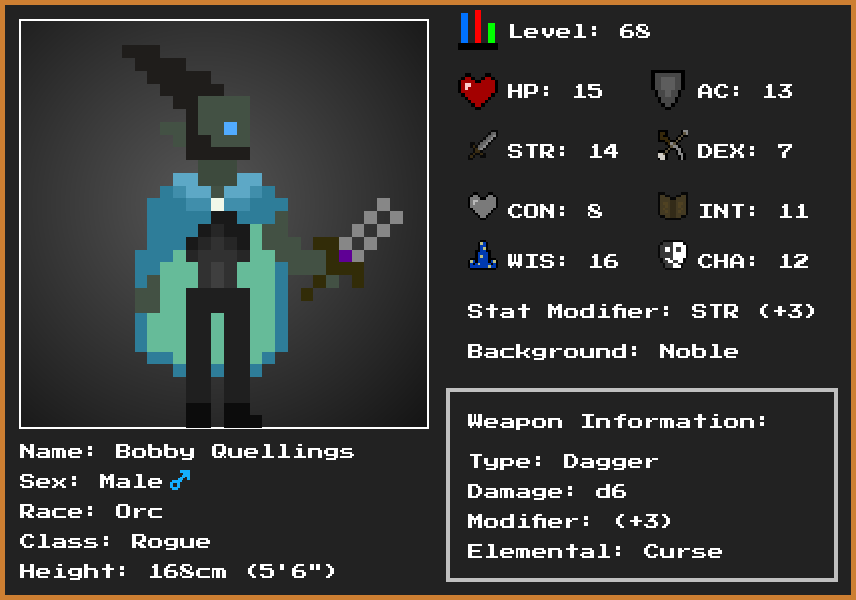 Level: 68
HP: 15
AC: 13
STR: 14
DEX: 7
CON: 8
INT: 11
WIS: 16
CHA: 12
Stat Modifier: STR (+3)
Background: Noble
Weapon Information:
Type: Dagger
Damage: d6
Modifier: (+3)
Elemental: Curse
Name: Bobby Quellings
Sex: Male♂
Race: Orc
Class: Rogue
Height: 168cm (5'6")